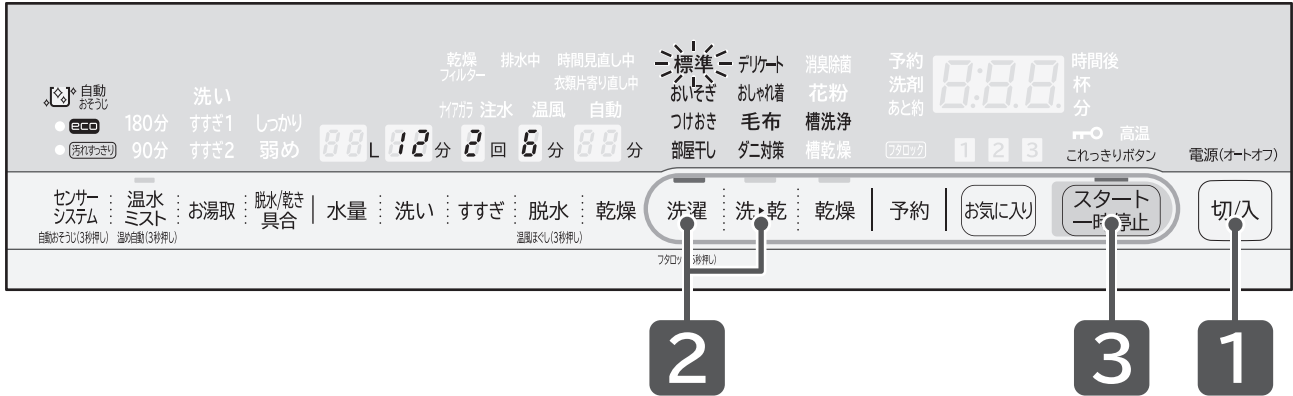 乾燥
フィルター
排水中
時間見直し中
衣類片寄り直し中
標準
デリケート
消臭除菌
おいそぎ
おしゃれ着
花粉
つけおき
毛布
槽洗浄
部屋干し
ダニ対策
槽乾燥
予約
洗剤
あと約
8:8.8.
時間後
杯
分
高温
フタロック
1 2 3
これっきりボタン
電源(オートオフ)
自動
おそうじ
eco
汚れすっきり
180分
90分
洗い
すすぎ1
すすぎ2
しっかり
弱め
ナイアガラ 注水 温風 自動
88 L 12分 2回 6分 88分
センサー
システム
自動おそうじ(3秒押し)
温水
ミスト
温め自動(3秒押し)
お湯取
脱水/乾き
具合
水量
洗い
すすぎ
脱水
温風ほぐし(3秒押し)
乾燥
洗濯
洗▸乾
乾燥
予約
お気に入り
スタート
一時停止
切/入
2
3
1